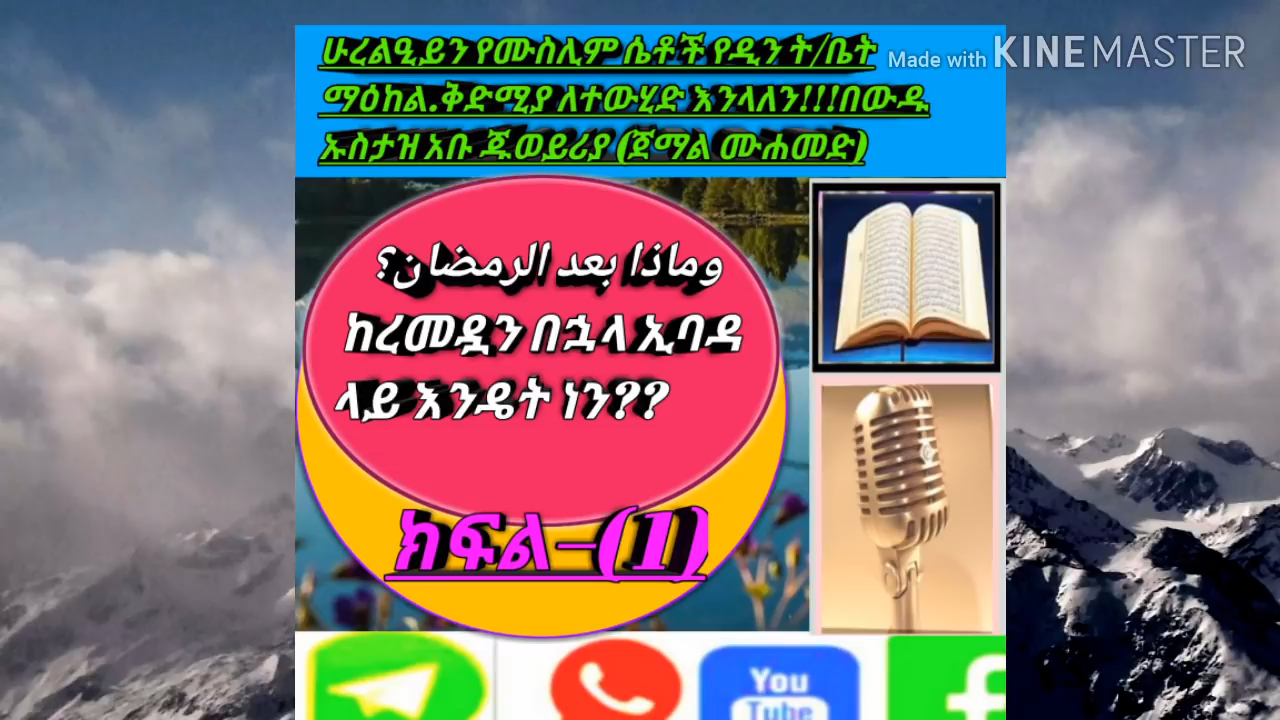 ሁረልዒይን የሙስሊም ሴቶች የዲን ት/ቤት
ማዕከል.ቅድሚያ ለተውሂድ እንላለን!!!በውዱ
ኡስታዝ አቡ ጁወይሪያ (ጀማል ሙሐመድ)
Made with KINEMASTER
وماذا بعد الرمضان؟
ከረመዷን በኋላ ኢባዳ
ላይ እንዴት ነን??
ክፍል-(1)
You
Tube
f